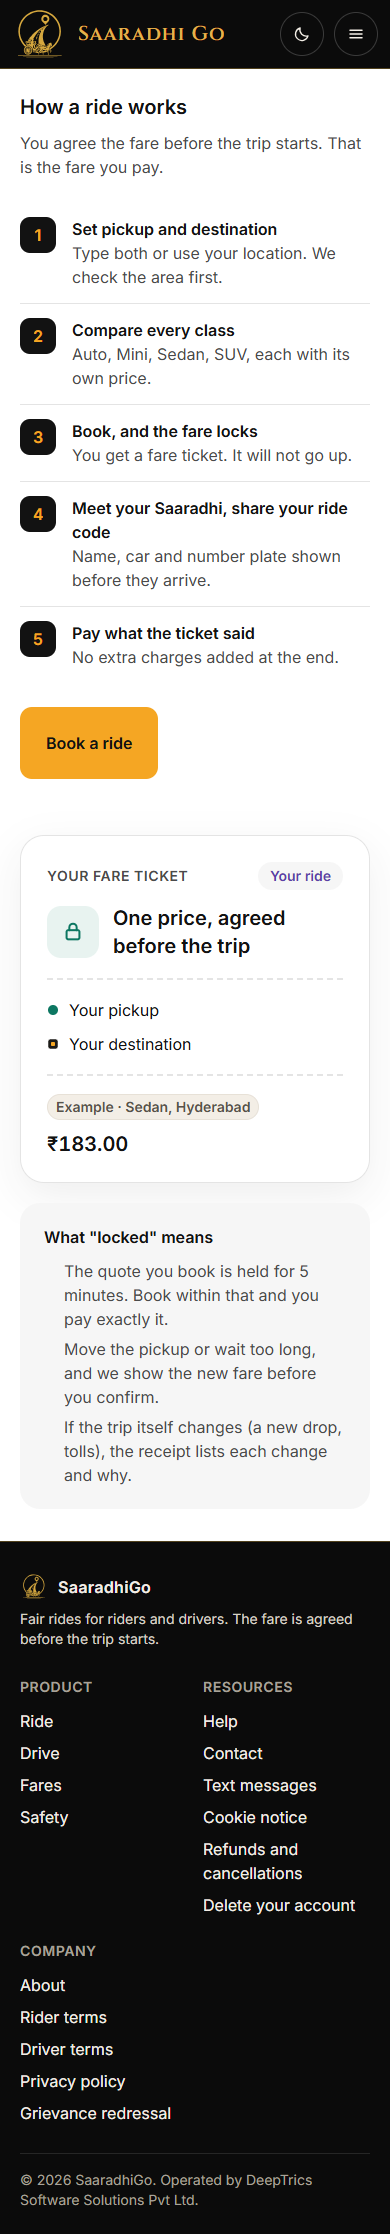 SAARADHI GO
How a ride works
You agree the fare before the trip starts. That
is the fare you pay.
1
Set pickup and destination
Type both or use your location. We
check the area first.
2
Compare every class
Auto, Mini, Sedan, SUV, each with its
own price.
3
Book, and the fare locks
You get a fare ticket. It will not go up.
4
Meet your Saaradhi, share your ride
code
Name, car and number plate shown
before they arrive.
5
Pay what the ticket said
No extra charges added at the end.
Book a ride
YOUR FARE TICKET
Your ride
One price, agreed
before the trip
Your pickup
Your destination
Example · Sedan, Hyderabad
₹183.00
What "locked" means
The quote you book is held for 5
minutes. Book within that and you
pay exactly it.
Move the pickup or wait too long,
and we show the new fare before
you confirm.
If the trip itself changes (a new drop,
tolls), the receipt lists each change
and why.
SaaradhiGo
Fair rides for riders and drivers. The fare is agreed
before the trip starts.
PRODUCT
Ride
Drive
Fares
Safety
RESOURCES
Help
Contact
Text messages
Cookie notice
Refunds and
cancellations
Delete your account
COMPANY
About
Rider terms
Driver terms
Privacy policy
Grievance redressal
© 2026 SaaradhiGo. Operated by DeepTrics
Software Solutions Pvt Ltd.